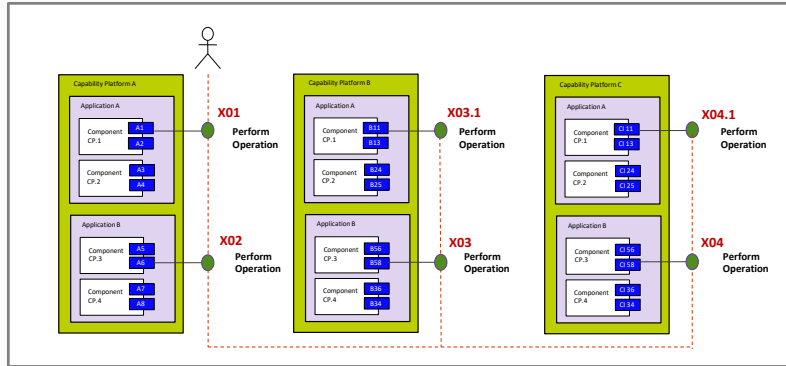 Capability Platform A
Application A
Component
CP.1
A1
A2
Component
CP.2
A3
A4
Application B
Component
CP.3
A5
A6
Component
CP.4
A7
A8
X01
Perform
Operation
X02
Perform
Operation
Capability Platform B
Application A
Component
CP.1
B11
B13
Component
CP.2
B24
B25
Application B
Component
CP.3
B56
B58
Component
CP.4
B36
B34
X03.1
Perform
Operation
X03
Perform
Operation
Capability Platform C
Application A
Component
CP.1
CI 11
CI 13
Component
CP.2
CI 24
CI 25
Application B
Component
CP.3
CI 56
CI 58
Component
CP.4
CI 36
CI 34
X04.1
Perform
Operation
X04
Perform
Operation